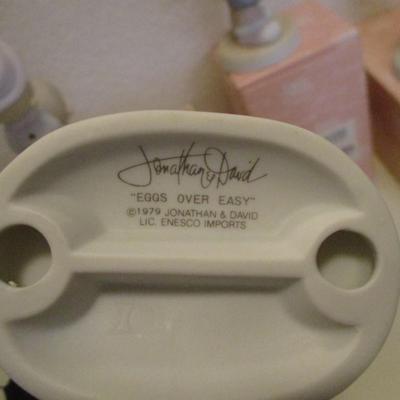 Jonathan & David
"EGGS OVER EASY"
©1979 JONATHAN & DAVID
LIC. ENESCO IMPORTS